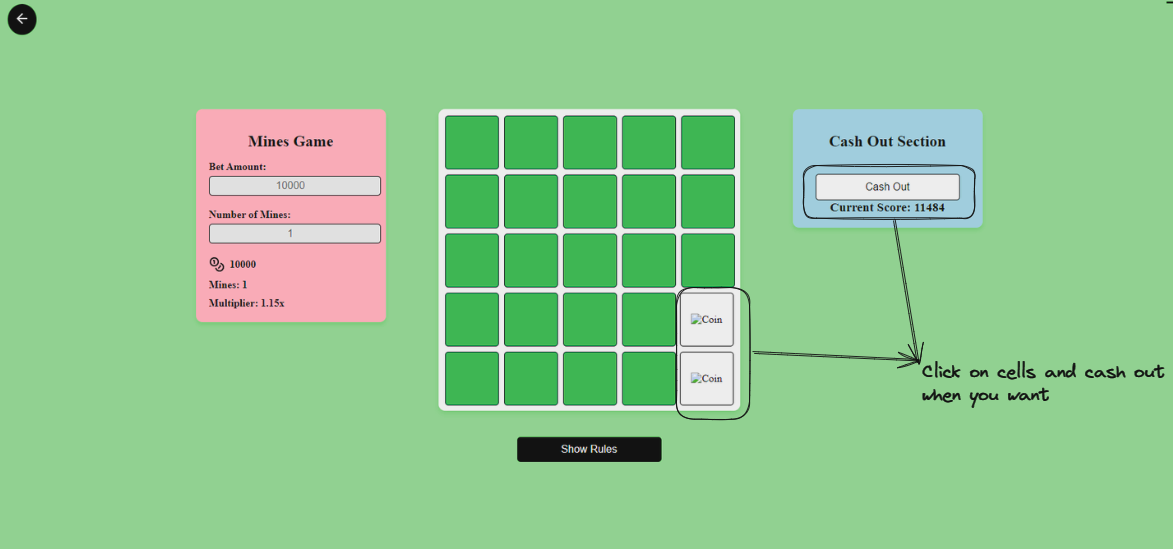 Mines Game
Bet Amount:
10000
Number of Mines:
1
10000
Mines: 1
Multiplier: 1.15x
Coin
Coin
Show Rules
Cash Out Section
Cash Out
Current Score: 11484
Click on cells and cash out
when you want